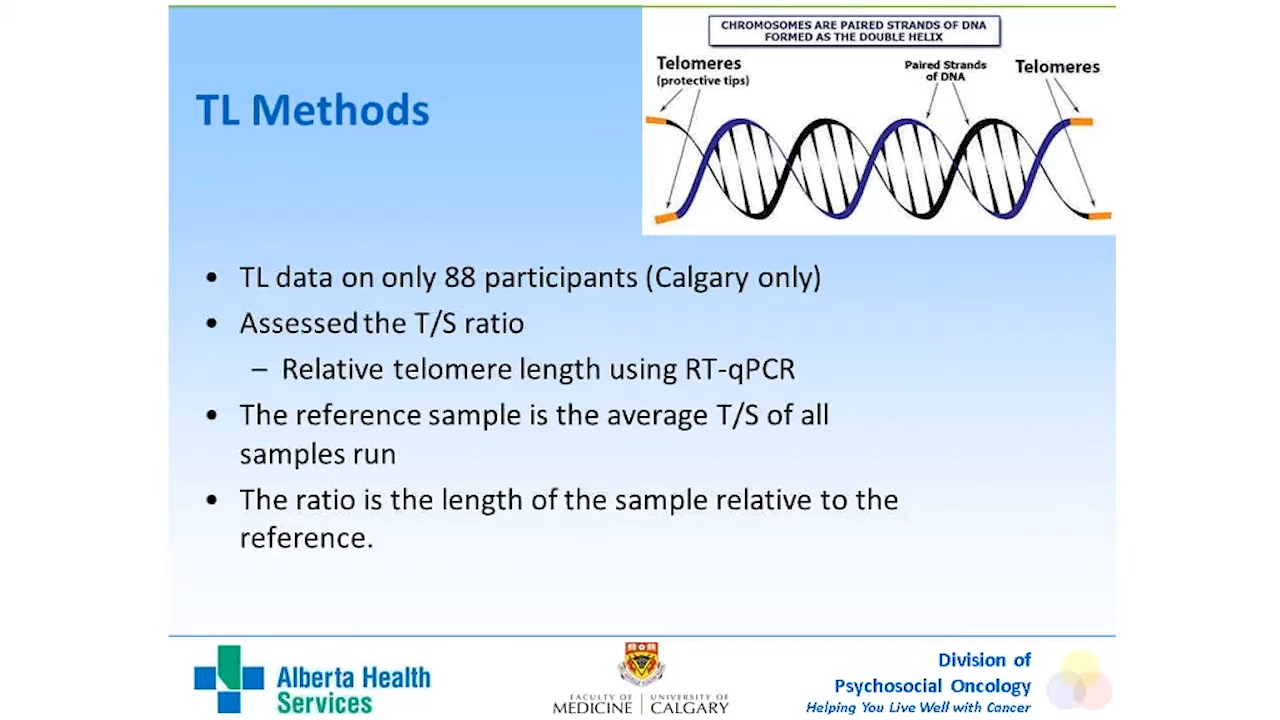 CHROMOSOMES ARE PAIRED STRANDS OF DNA
FORMED AS THE DOUBLE HELIX
Telomeres
(protective tips)
Paired Strands
of DNA
Telomeres
TL Methods
• TL data on only 88 participants (Calgary only)
• Assessed the T/S ratio
– Relative telomere length using RT-qPCR
• The reference sample is the average T/S of all
samples run
• The ratio is the length of the sample relative to the
reference.
Alberta Health
Services
FACULTY OF
MEDICINE
UNIVERSITY OF
CALGARY
Division of
Psychosocial Oncology
Helping You Live Well with Cancer